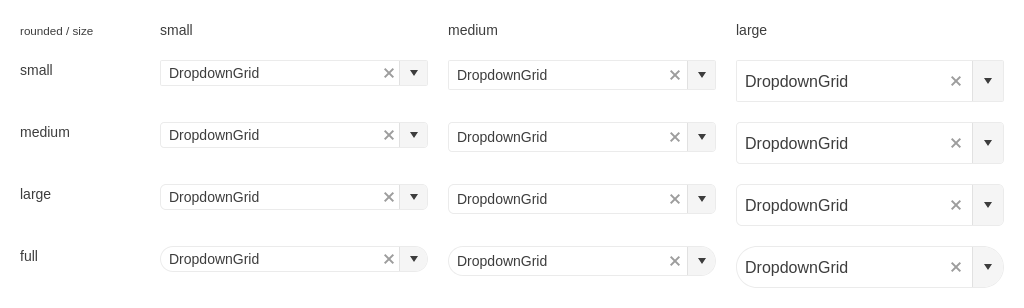 rounded / size small medium large
small DropdownGrid DropdownGrid DropdownGrid
medium DropdownGrid DropdownGrid DropdownGrid
large DropdownGrid DropdownGrid DropdownGrid
full DropdownGrid DropdownGrid DropdownGrid